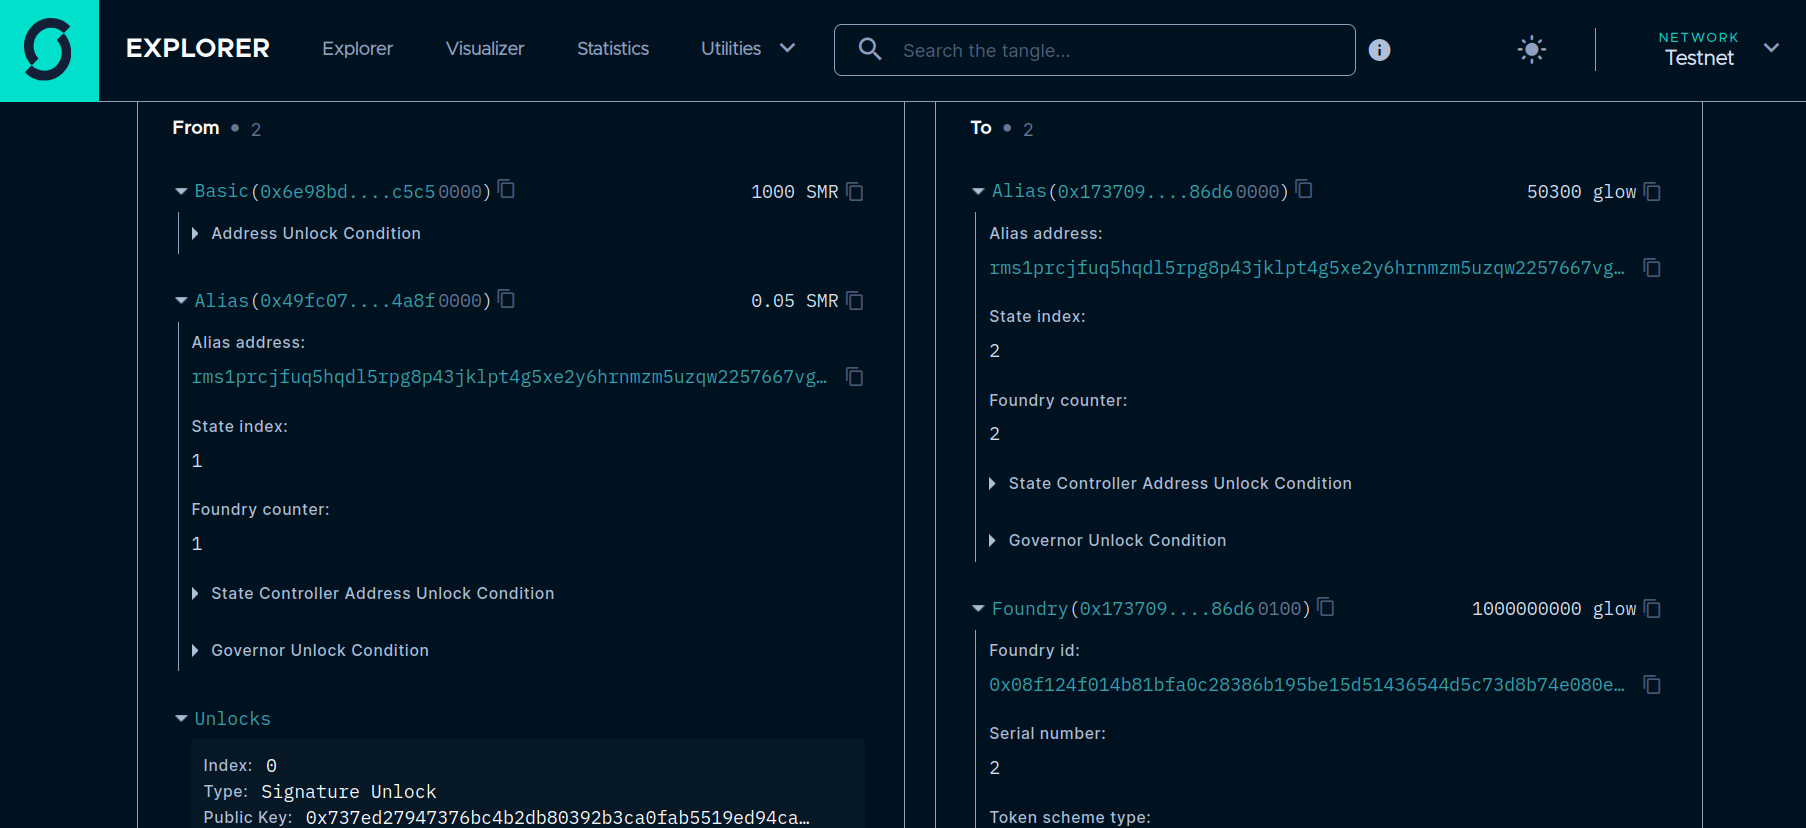 EXPLORER Explorer Visualizer Statistics Utilities Search the tangle... NETWORK
Testnet
From • 2
Basic(0x6e98bd....c5c50000) 1000 SMR
Address Unlock Condition
Alias(0x49fc07....4a8f0000) 0.05 SMR
Alias address:
rms1prcjfuq5hqdl5rpg8p43jklpt4g5xe2y6hrnmzm5uzqw2257667vg…
State index:
1
Foundry counter:
1
State Controller Address Unlock Condition
Governor Unlock Condition
Unlocks
Index: 0
Type: Signature Unlock
Public Key: 0x737ed27947376bc4b2db80392b3ca0fab5519ed94ca…
To • 2
Alias(0x173709....86d60000) 50300 glow
Alias address:
rms1prcjfuq5hqdl5rpg8p43jklpt4g5xe2y6hrnmzm5uzqw2257667vg…
State index:
2
Foundry counter:
2
State Controller Address Unlock Condition
Governor Unlock Condition
Foundry(0x173709....86d60100) 1000000000 glow
Foundry id:
0x08f124f014b81bfa0c28386b195be15d51436544d5c73d8b74e080e…
Serial number:
2
Token scheme type: